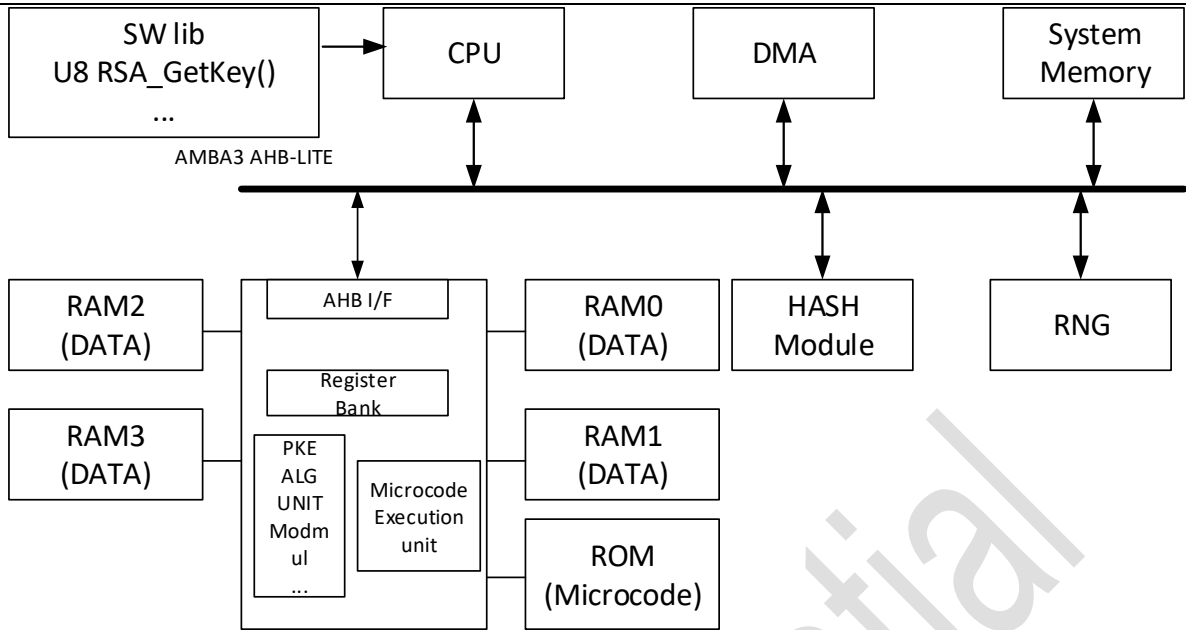 SW lib
U8 RSA_GetKey()
...
CPU
DMA
System
Memory
AMBA3 AHB-LITE
RAM2
(DATA)
AHB I/F
RAM0
(DATA)
HASH
Module
RNG
Register
Bank
RAM3
(DATA)
PKE
ALG
UNIT
Modm
ul
...
Microcode
Execution
unit
RAM1
(DATA)
ROM
(Microcode)
tial